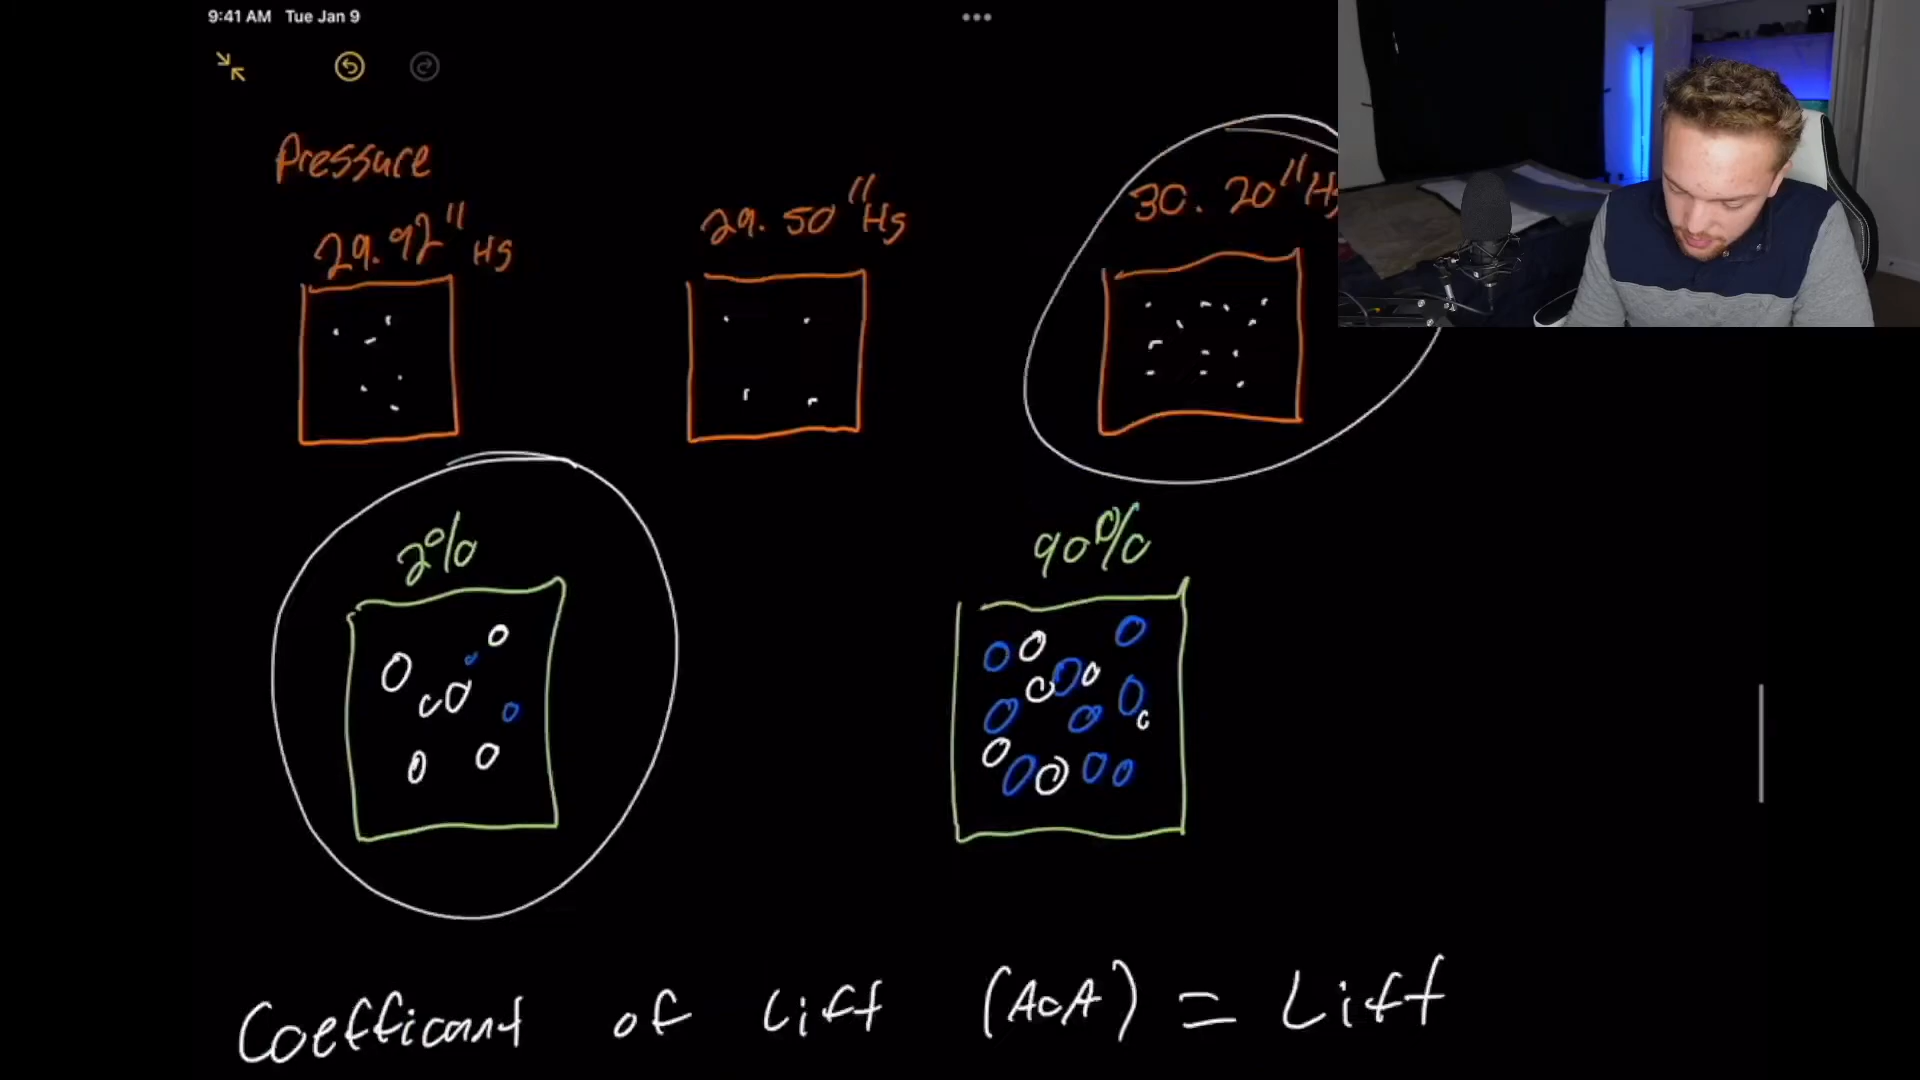 9:41 AM Tue Jan 9
Pressure
29.92" Hg
29.50" Hg
30.20" Hg
2%
90%
Coefficant of Lift (AOA) = Lift